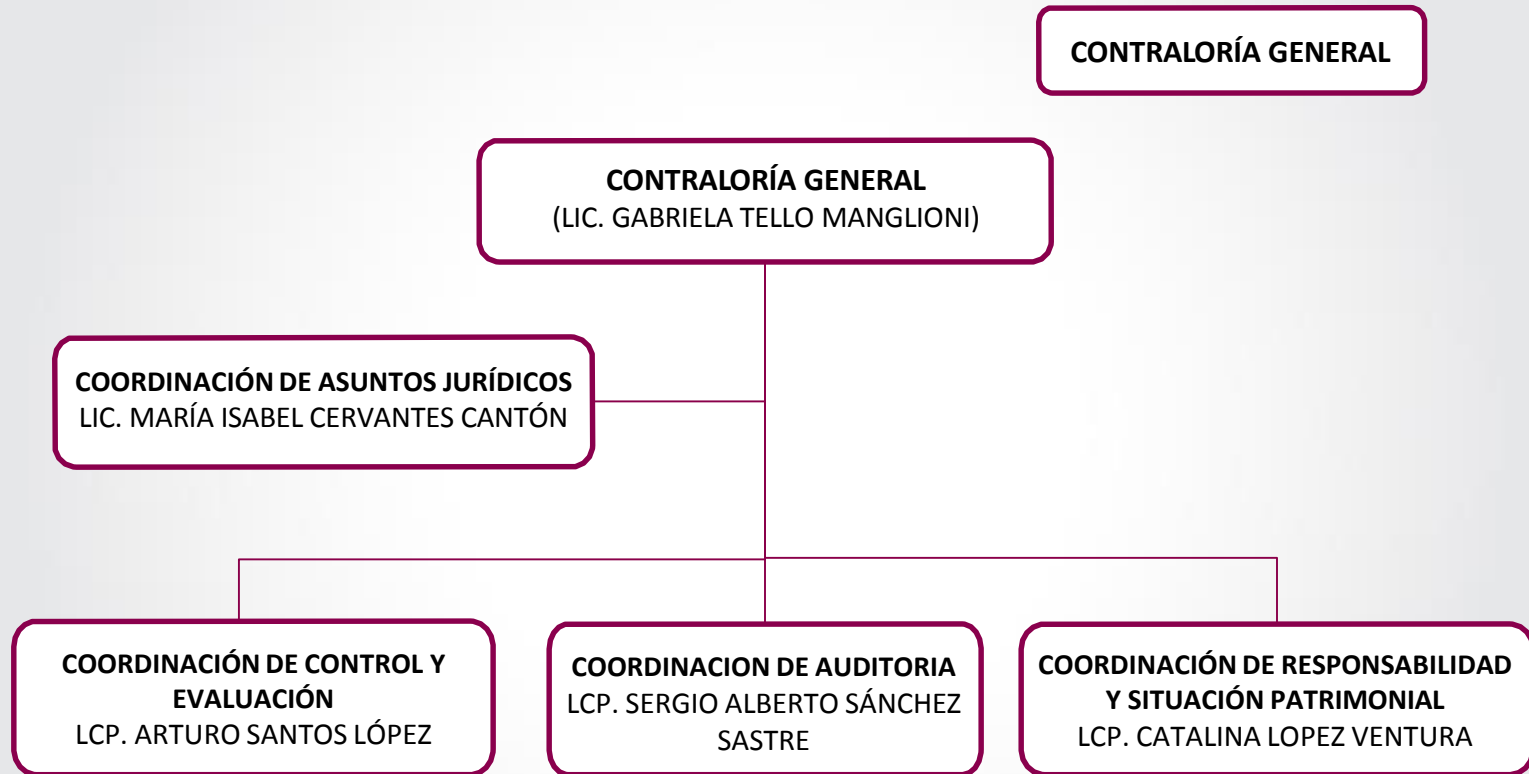 CONTRALORÍA GENERAL
CONTRALORÍA GENERAL
(LIC. GABRIELA TELLO MANGLIONI)
COORDINACIÓN DE ASUNTOS JURÍDICOS
LIC. MARÍA ISABEL CERVANTES CANTÓN
COORDINACIÓN DE CONTROL Y
EVALUACIÓN
LCP. ARTURO SANTOS LÓPEZ
COORDINACION DE AUDITORIA
LCP. SERGIO ALBERTO SÁNCHEZ
SASTRE
COORDINACIÓN DE RESPONSABILIDAD
Y SITUACIÓN PATRIMONIAL
LCP. CATALINA LOPEZ VENTURA